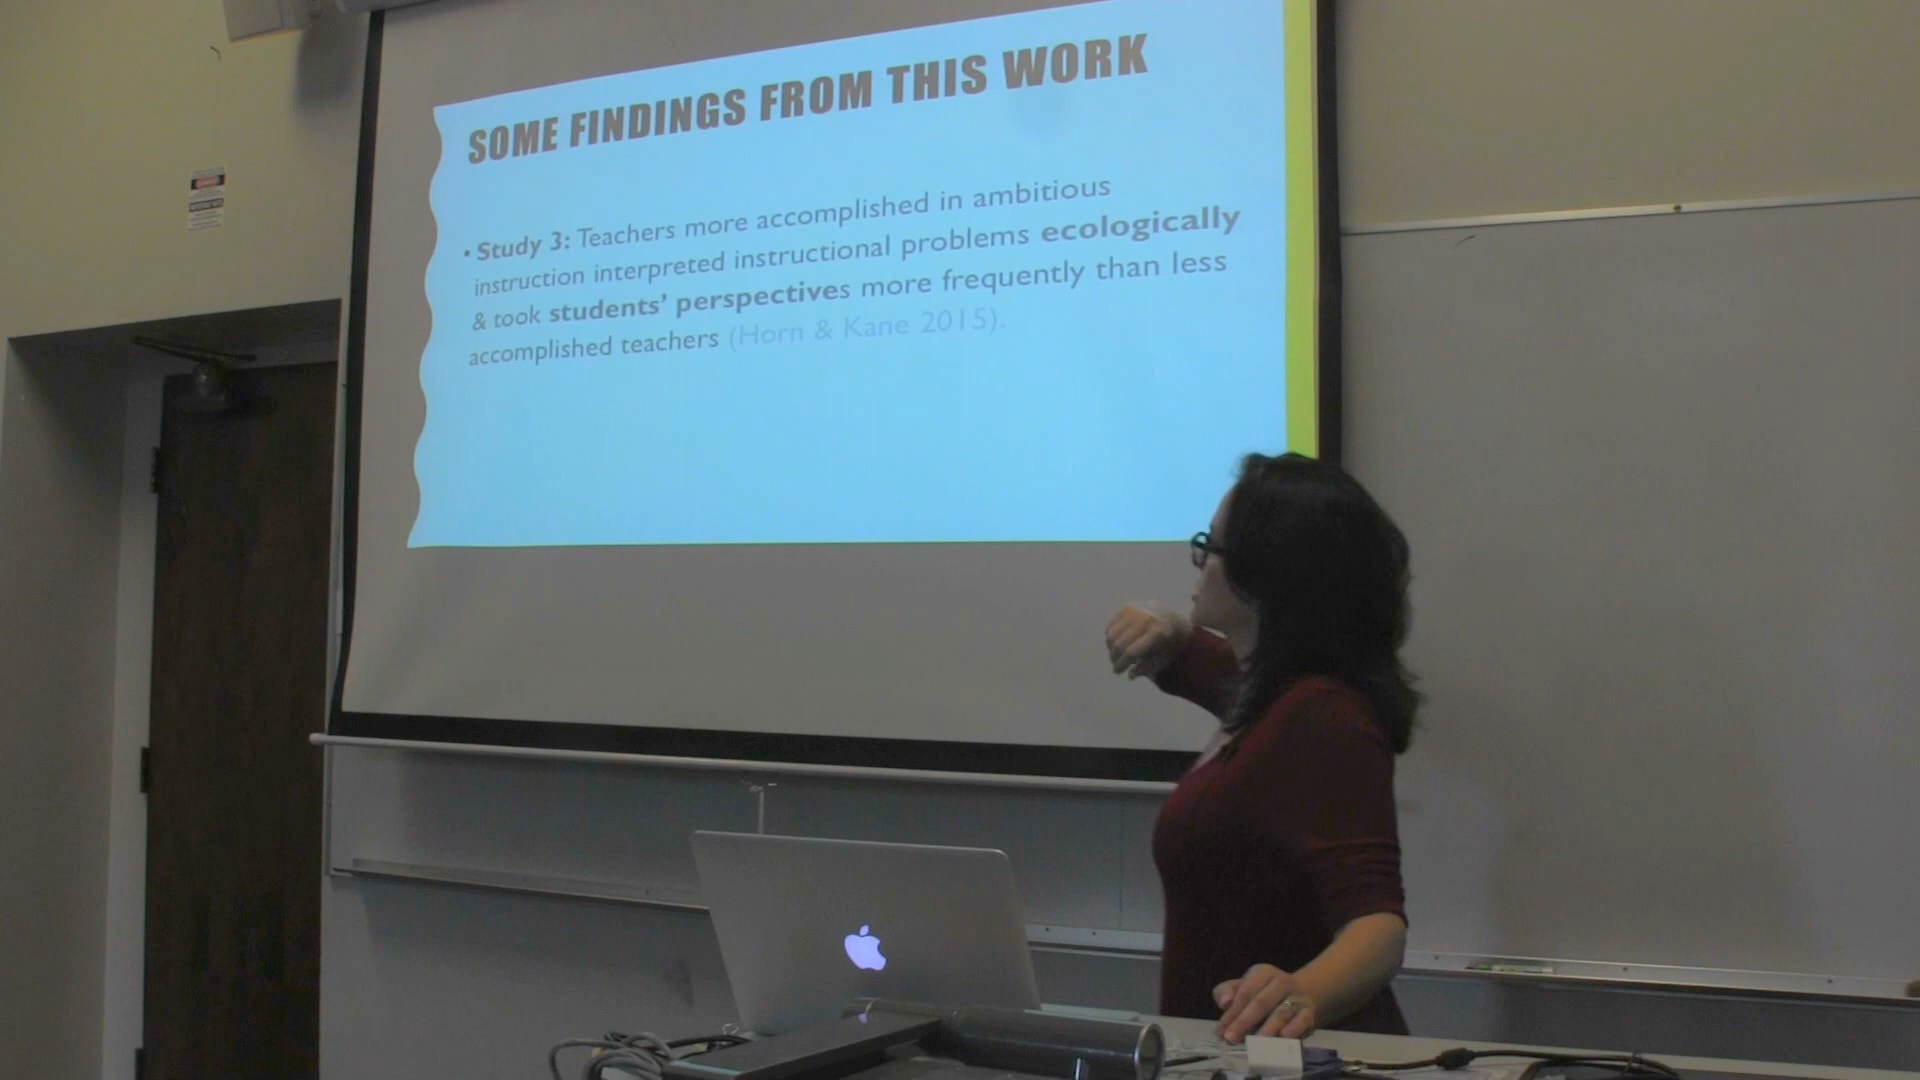 SOME FINDINGS FROM THIS WORK
• Study 3: Teachers more accomplished in ambitious
instruction interpreted instructional problems ecologically
& took students’ perspectives more frequently than less
accomplished teachers (Horn & Kane 2015).